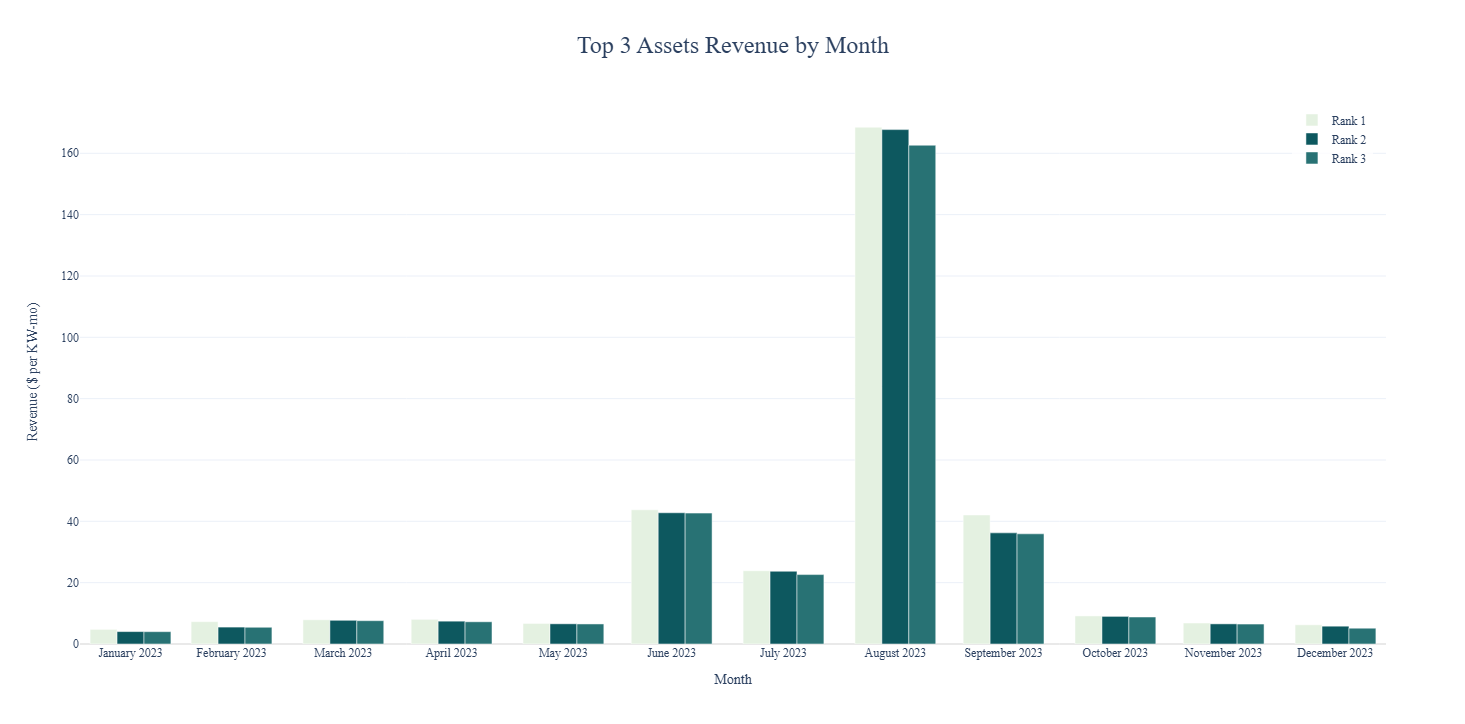 Top 3 Assets Revenue by Month
Rank 1
Rank 2
Rank 3
Revenue ($ per KW-mo)
160
140
120
100
80
60
40
20
0
January 2023
February 2023
March 2023
April 2023
May 2023
June 2023
July 2023
August 2023
September 2023
October 2023
November 2023
December 2023
Month